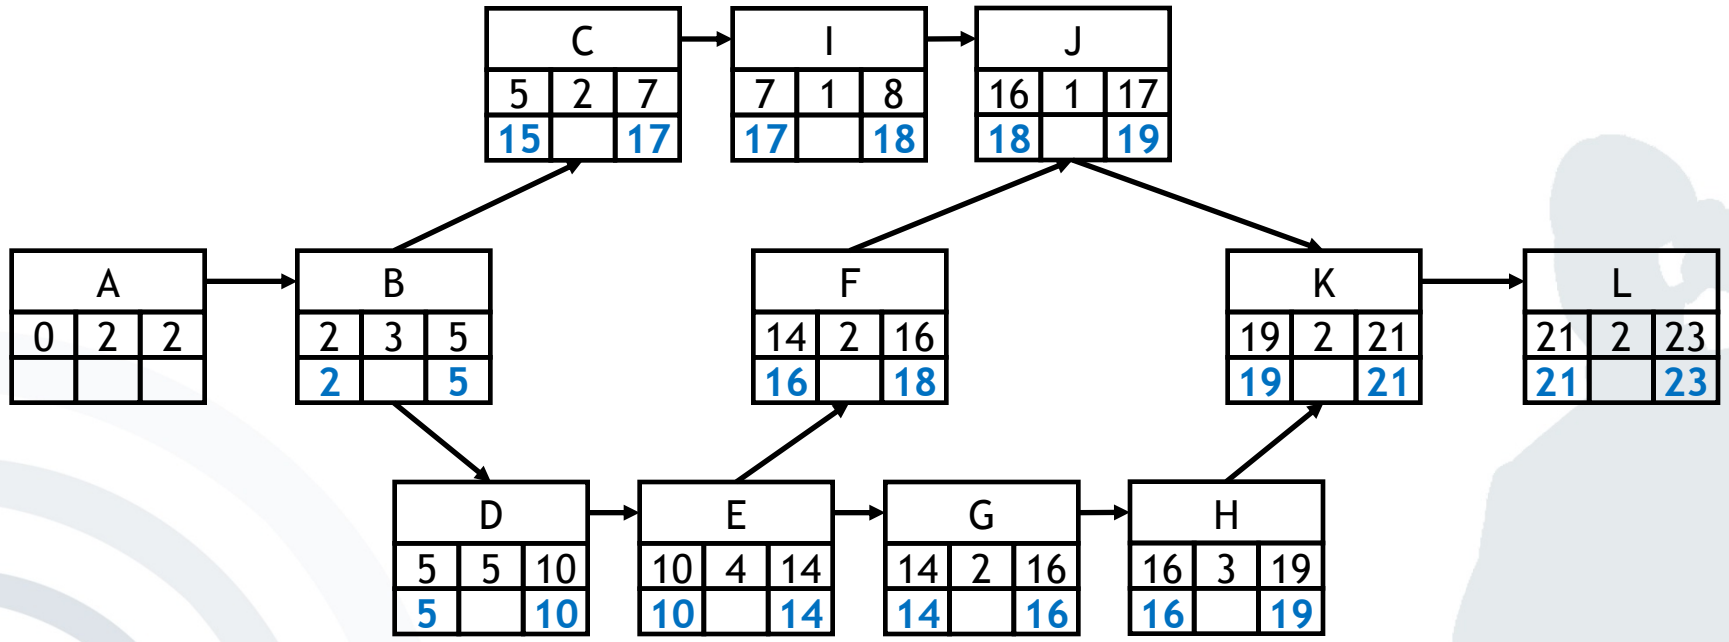 C
5 2 7
15 17
I
7 1 8
17 18
J
16 1 17
18 19
A
0 2 2
B
2 3 5
2 5
F
14 2 16
16 18
K
19 2 21
19 21
L
21 2 23
21 23
D
5 5 10
5 10
E
10 4 14
10 14
G
14 2 16
14 16
H
16 3 19
16 19